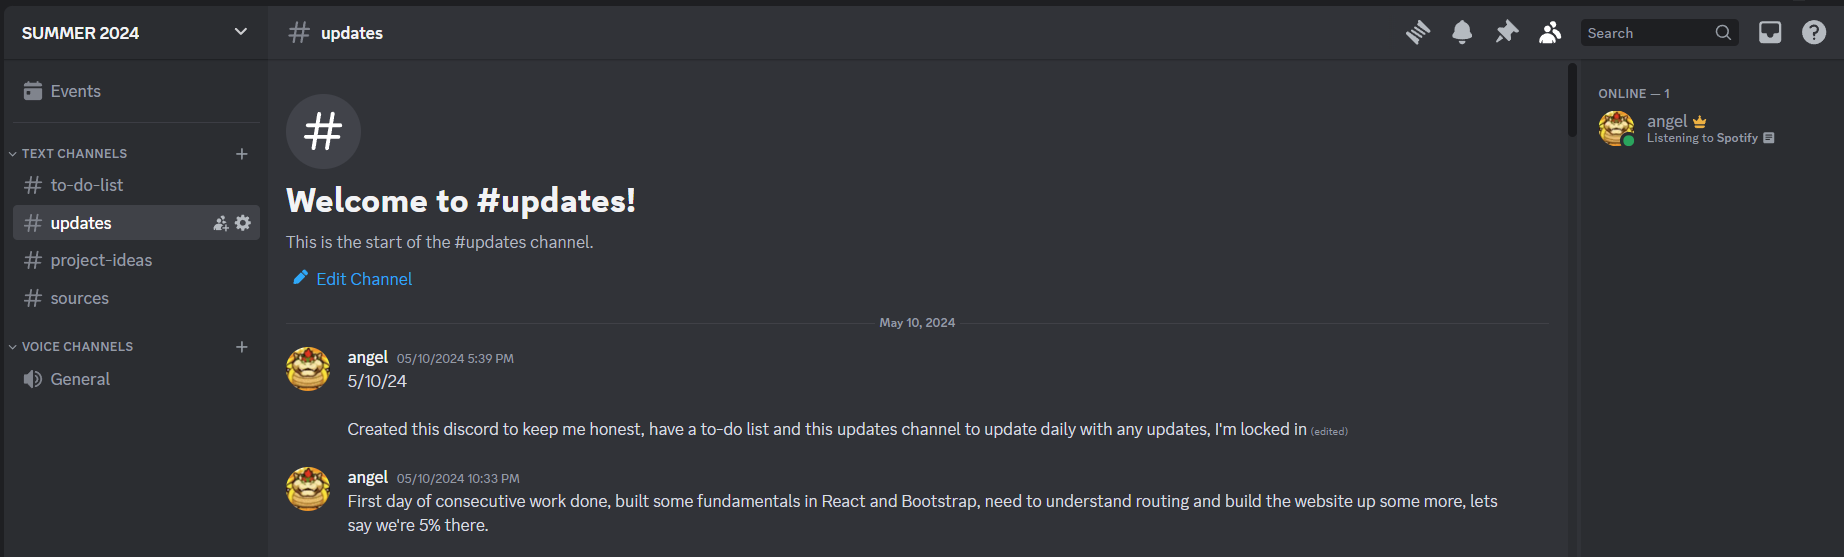 SUMMER 2024
Events
TEXT CHANNELS
to-do-list
updates
project-ideas
sources
VOICE CHANNELS
General
# updates
Search
#
Welcome to #updates!
This is the start of the #updates channel.
Edit Channel
May 10, 2024
angel 05/10/2024 5:39 PM
5/10/24
Created this discord to keep me honest, have a to-do list and this updates channel to update daily with any updates, I'm locked in (edited)
angel 05/10/2024 10:33 PM
First day of consecutive work done, built some fundamentals in React and Bootstrap, need to understand routing and build the website up some more, lets
say we're 5% there.
ONLINE — 1
angel
Listening to Spotify